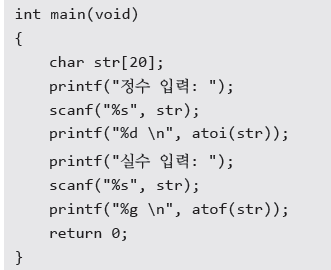 int main(void)
{
    char str[20];
    printf("정수 입력: ");
    scanf("%s", str);
    printf("%d \n", atoi(str));
    printf("실수 입력: ");
    scanf("%s", str);
    printf("%g \n", atof(str));
    return 0;
}